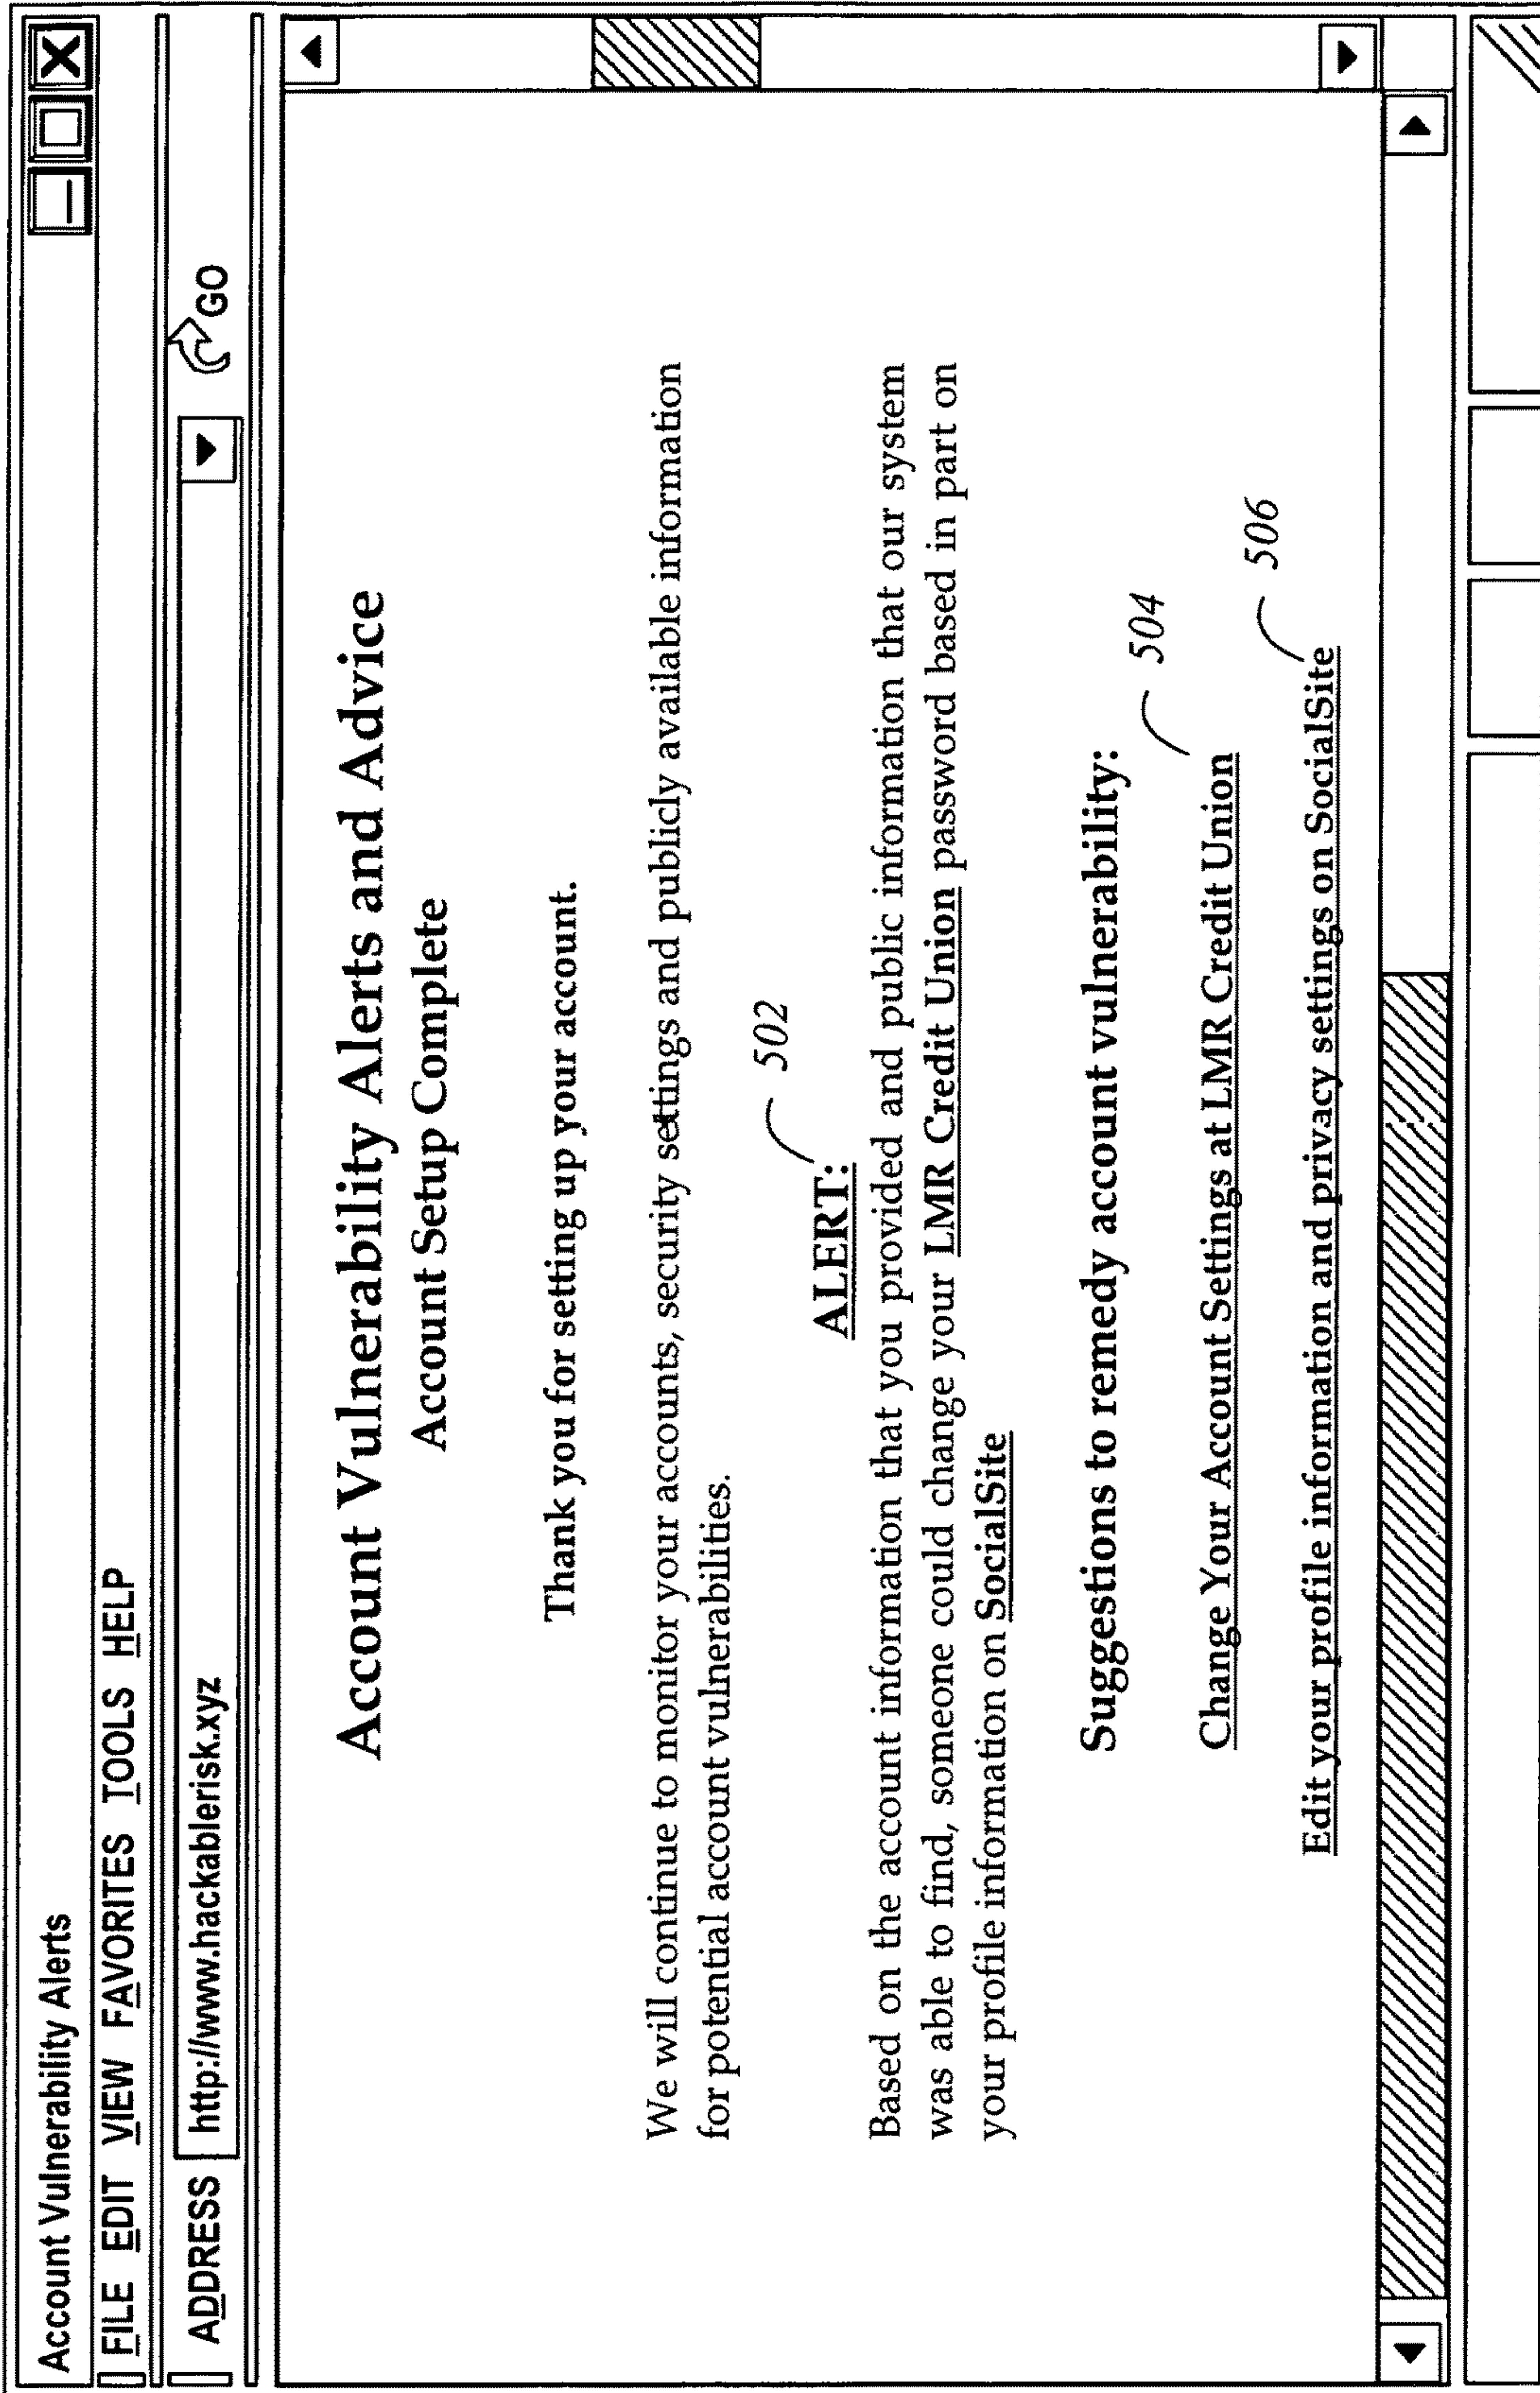 Account Vulnerability Alerts
FILE EDIT VIEW FAVORITES TOOLS HELP
ADDRESS http://www.hackablerisk.xyz GO
Account Vulnerability Alerts and Advice
Account Setup Complete
Thank you for setting up your account.
We will continue to monitor your accounts, security settings and publicly available information
for potential account vulnerabilities.
502
ALERT:
Based on the account information that you provided and public information that our system
was able to find, someone could change your LMR Credit Union password based in part on
your profile information on SocialSite
Suggestions to remedy account vulnerability:
504
Change Your Account Settings at LMR Credit Union
506
Edit your profile information and privacy settings on SocialSite